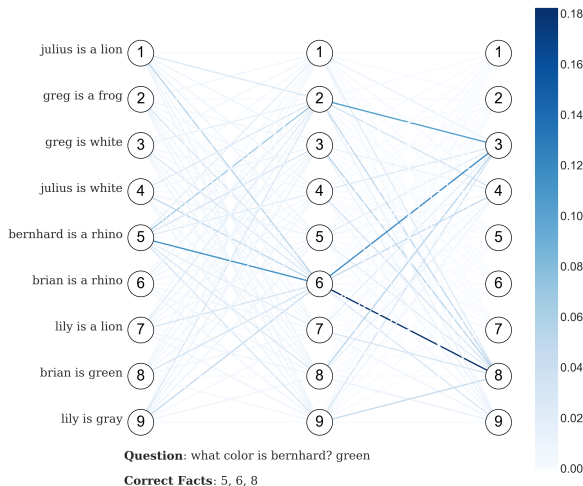 julius is a lion 1 1 1
greg is a frog 2 2 2
greg is white 3 3 3
julius is white 4 4 4
bernhard is a rhino 5 5 5
brian is a rhino 6 6 6
lily is a lion 7 7 7
brian is green 8 8 8
lily is gray 9 9 9
Question: what color is bernhard? green
Correct Facts: 5, 6, 8
0.18
0.16
0.14
0.12
0.10
0.08
0.06
0.04
0.02
0.00